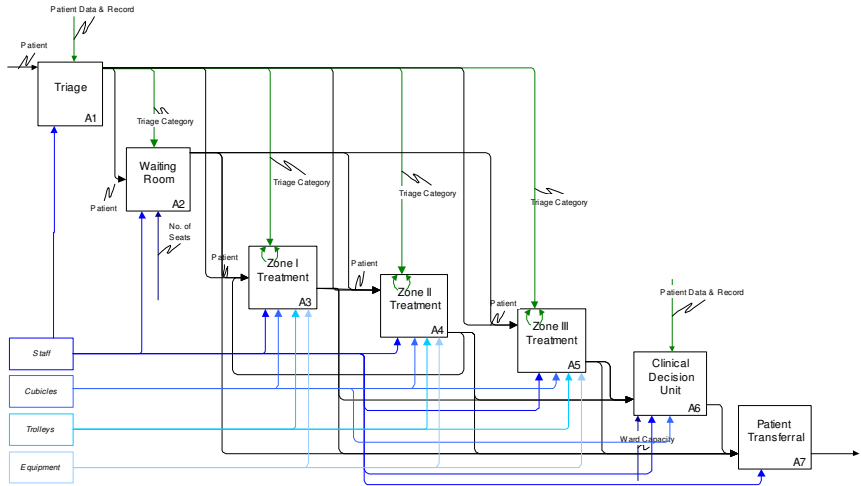 Patient Data & Record
Patient
Triage
A1
Triage Category
Waiting
Room
A2
Patient
No. of
Seats
Triage Category
Patient
Zone I
Treatment
A3
Triage Category
Patient
Zone II
Treatment
A4
Triage Category
Patient
Zone III
Treatment
A5
Patient Data & Record
Clinical
Decision
Unit
A6
Ward Capacity
Patient
Transferral
A7
Staff
Cubicles
Trolleys
Equipment